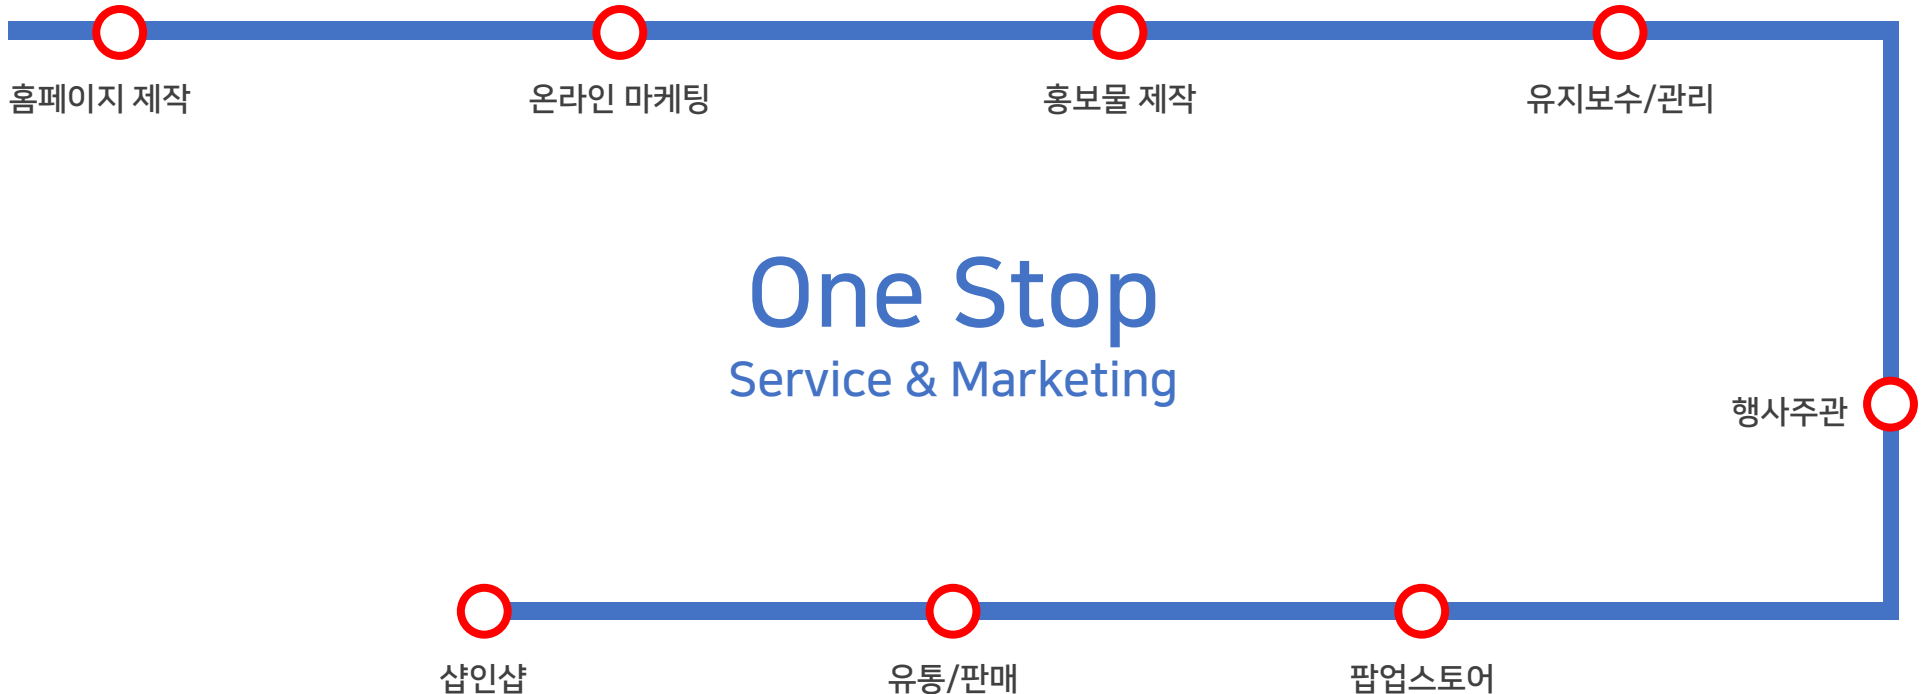 홈페이지 제작
온라인 마케팅
홍보물 제작
유지보수/관리
One Stop
Service & Marketing
행사주관
샵인샵
유통/판매
팝업스토어